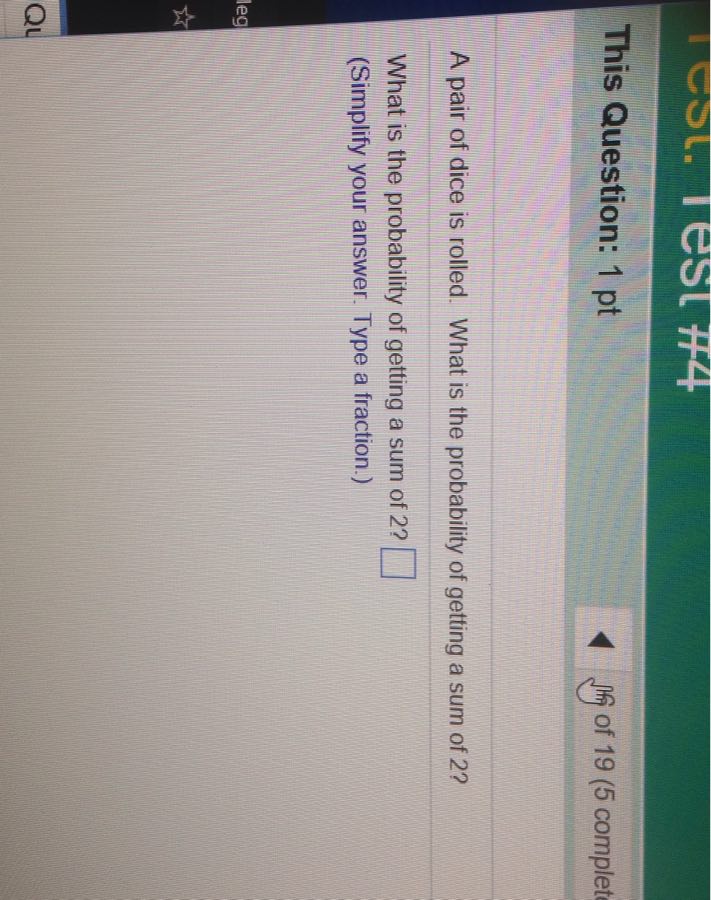 Test: Test #4
This Question: 1 pt
of 19 (5 complete
A pair of dice is rolled. What is the probability of getting a sum of 2?
What is the probability of getting a sum of 2?
(Simplify your answer. Type a fraction.)
leg
Qu